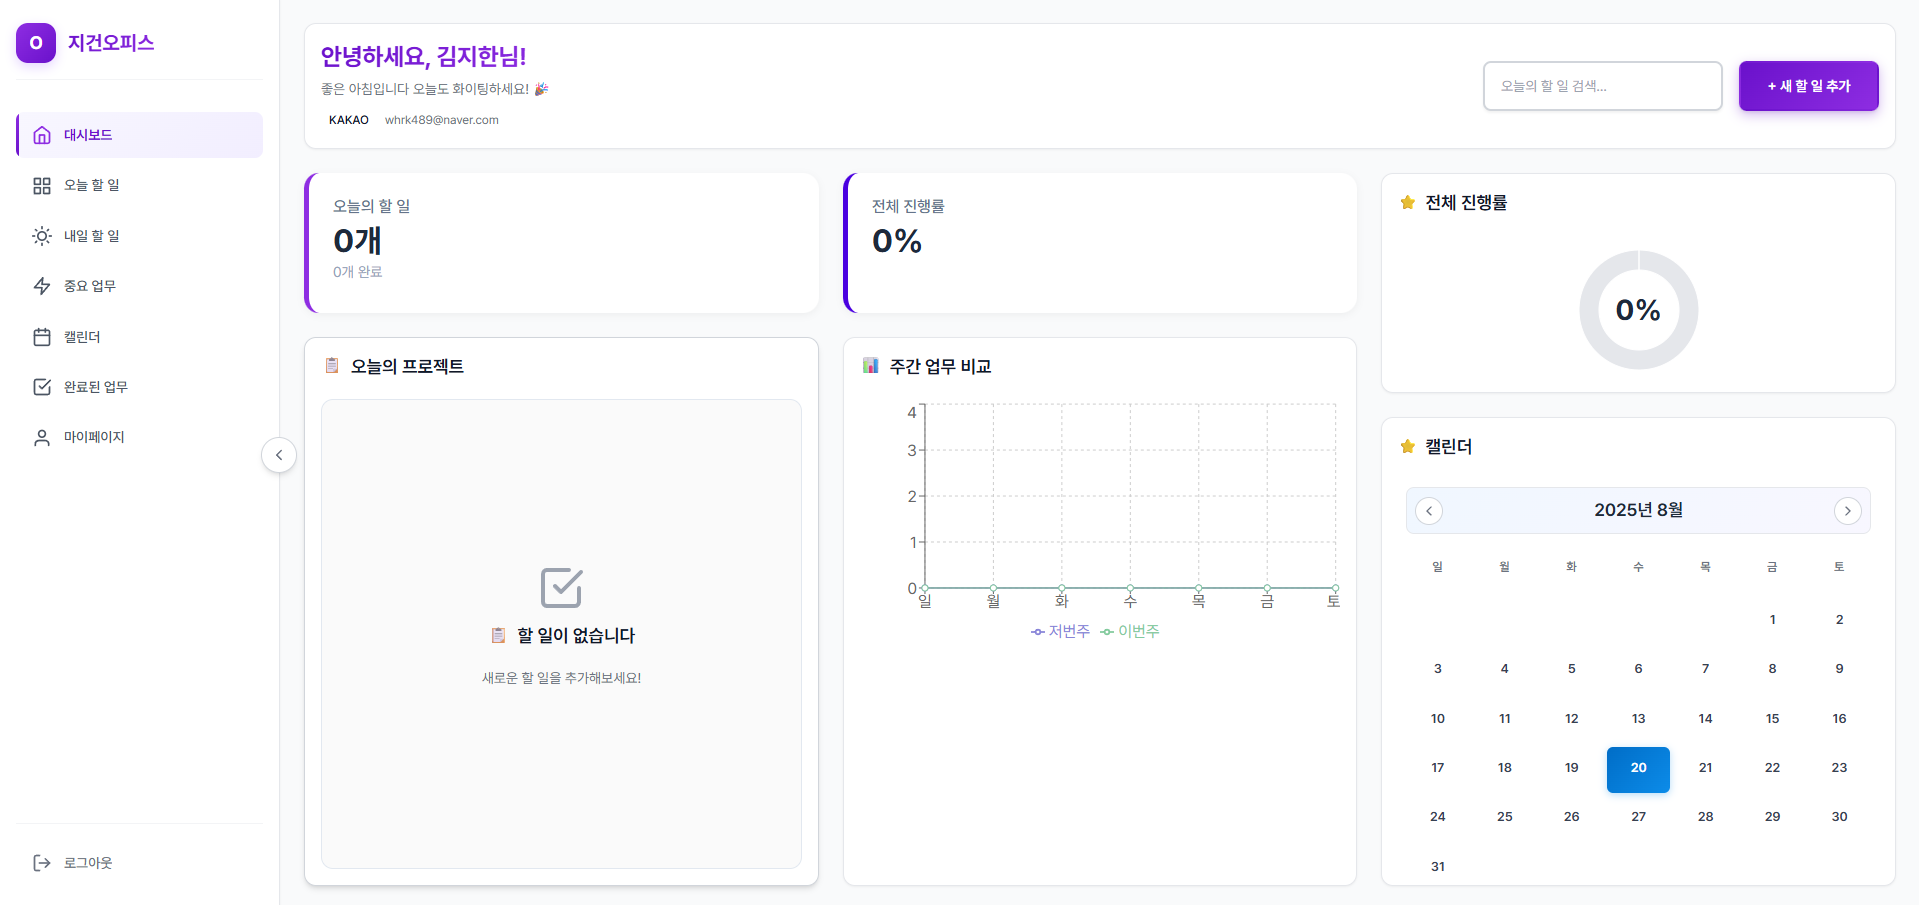 O 지건오피스
대시보드
오늘 할 일
내일 할 일
중요 업무
캘린더
완료된 업무
마이페이지
로그아웃
안녕하세요, 김지한님!
좋은 아침입니다 오늘도 화이팅하세요! 🎉
KAKAO whrk489@naver.com
오늘의 할 일 검색...
+ 새 할 일 추가
오늘의 할 일
0개
0개 완료
전체 진행률
0%
전체 진행률
0%
오늘의 프로젝트
할 일이 없습니다
새로운 할 일을 추가해보세요!
주간 업무 비교
4
3
2
1
0
일 월 화 수 목 금 토
저번주 이번주
캘린더
2025년 8월
일 월 화 수 목 금 토
1 2
3 4 5 6 7 8 9
10 11 12 13 14 15 16
17 18 19 20 21 22 23
24 25 26 27 28 29 30
31